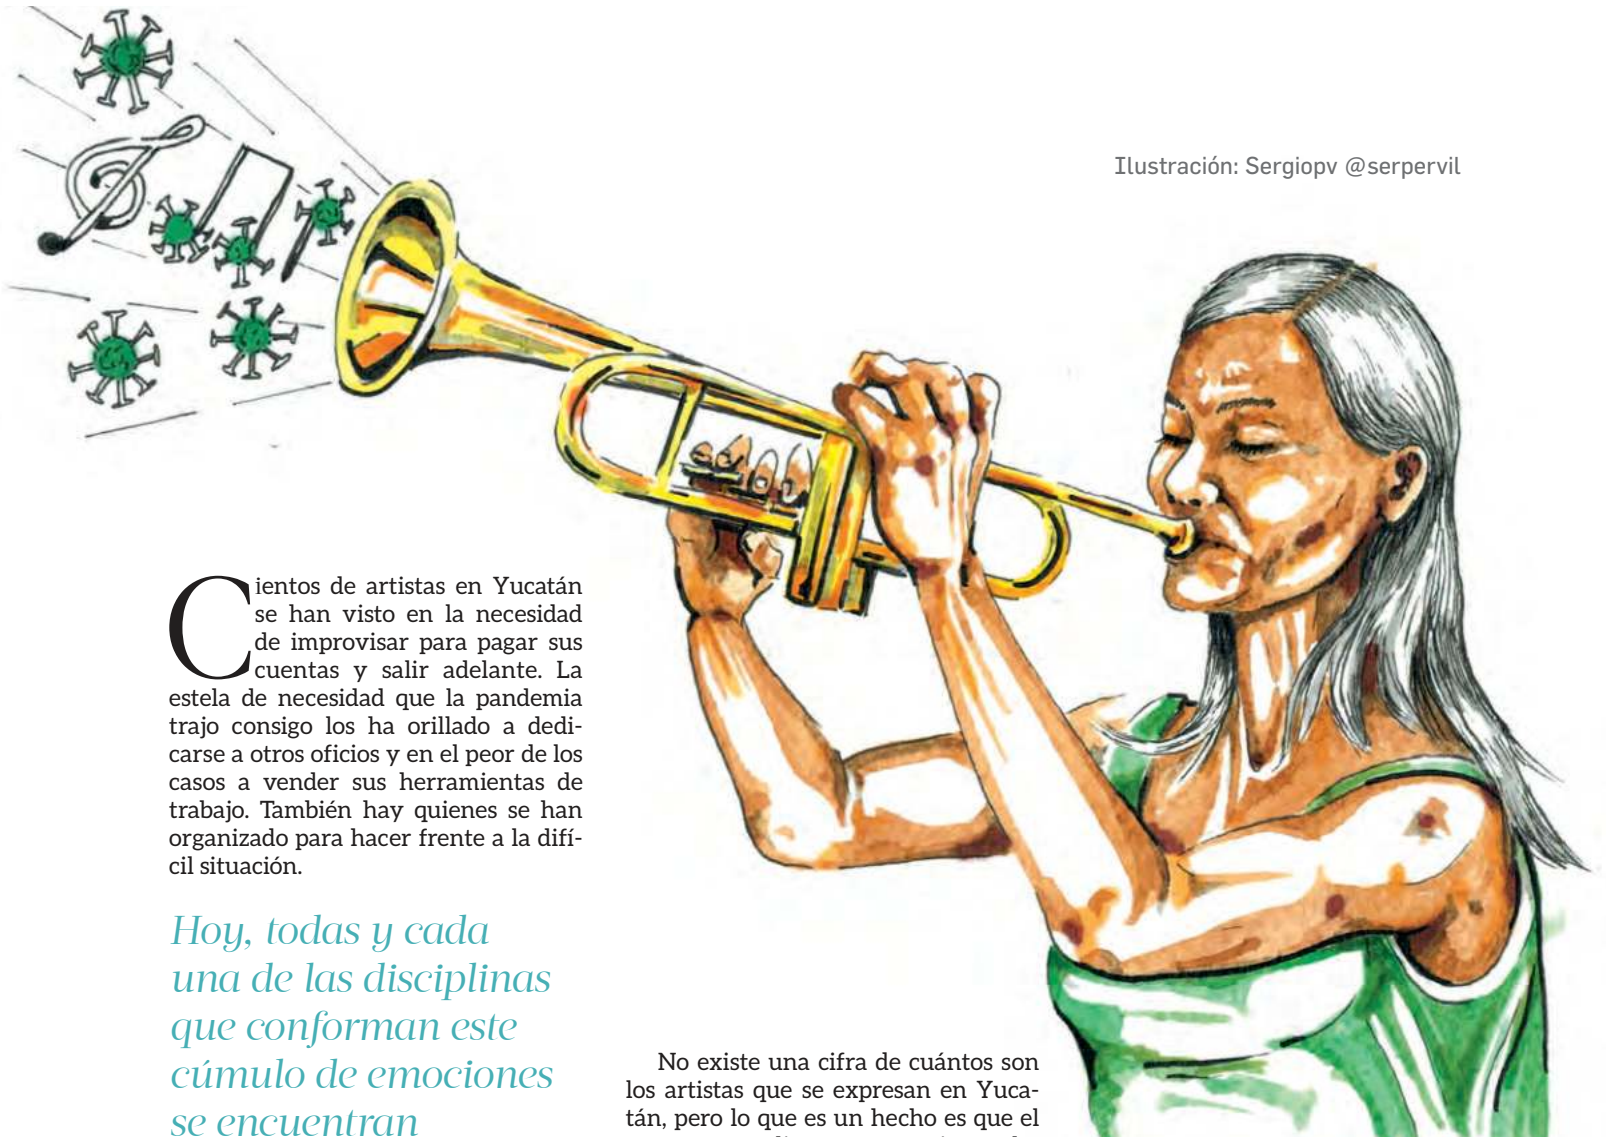 Ilustración: Sergiopv @serpervil
Cientos de artistas en Yucatán
se han visto en la necesidad
de improvisar para pagar sus
cuentas y salir adelante. La
estela de necesidad que la pandemia
trajo consigo los ha orillado a dedi-
carse a otros oficios y en el peor de los
casos a vender sus herramientas de
trabajo. También hay quienes se han
organizado para hacer frente a la difí-
cil situación.
Hoy, todas y cada
una de las disciplinas
que conforman este
cúmulo de emociones
se encuentran
No existe una cifra de cuántos son
los artistas que se expresan en Yuca-
tán, pero lo que es un hecho es que el